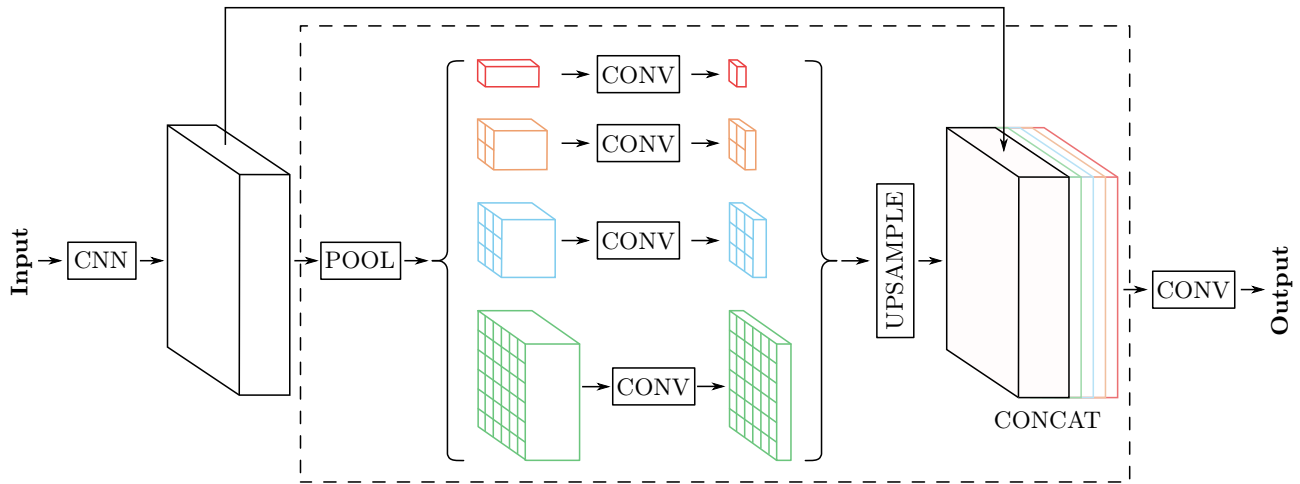 Input
CNN
POOL
CONV
CONV
CONV
CONV
UPSAMPLE
CONCAT
CONV
Output